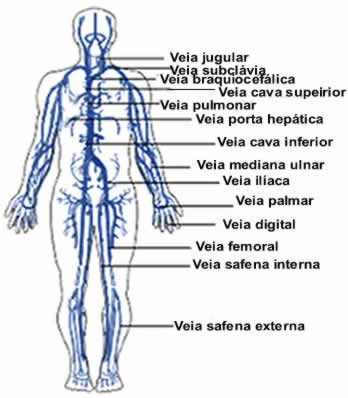 Veia jugular
Veia subclávia
Veia braquiocefálica
Veia cava supeirior
Veia pulmonar
Veia porta hepática
Veia cava inferior
Veia mediana ulnar
Veia ilíaca
Veia palmar
Veia digital
Veia femoral
Veia safena interna
Veia safena externa